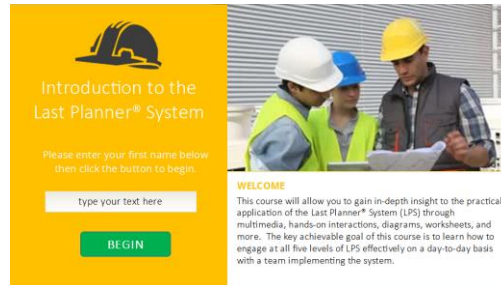 Introduction to the
Last Planner® System
Please enter your first name below
then click the button to begin.
type your text here
BEGIN
WELCOME
This course will allow you to gain in-depth insight to the practical
application of the Last Planner® System (LPS) through
multimedia, hands-on interactions, diagrams, worksheets, and
more. The key achievable goal of this course is to learn how to
engage at all five levels of LPS effectively on a day-to-day basis
with a team implementing the system.